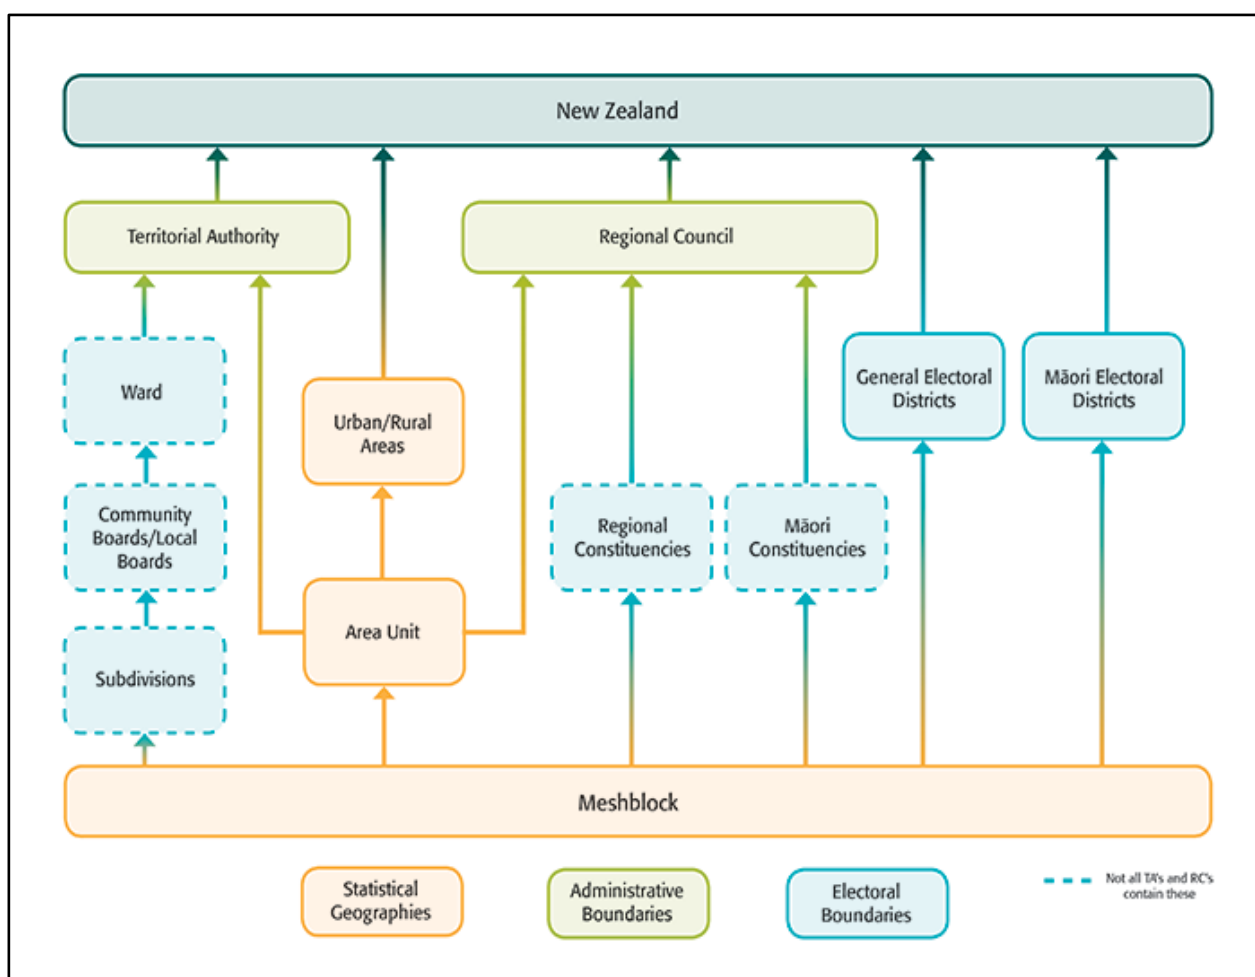 New Zealand
Territorial Authority
Regional Council
Ward
Urban/Rural
Areas
General Electoral
Districts
Māori Electoral
Districts
Community
Boards/Local
Boards
Regional
Constituencies
Māori
Constituencies
Area Unit
Subdivisions
Meshblock
Statistical
Geographies
Administrative
Boundaries
Electoral
Boundaries
Not all TA's and RC's
contain these